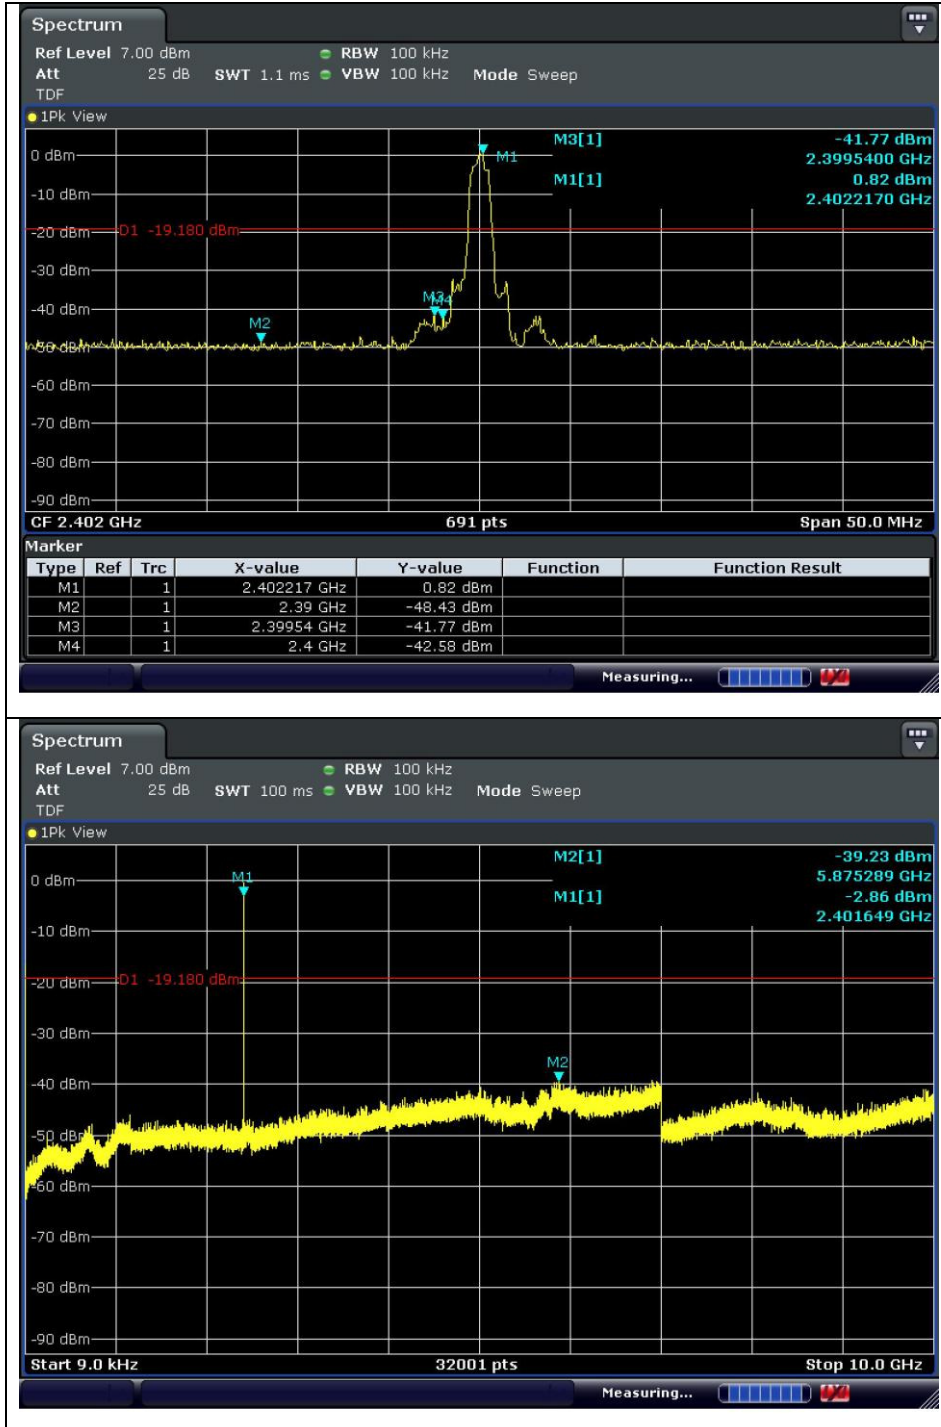 Spectrum
Ref Level 7.00 dBm RBW 100 kHz
Att 25 dB SWT 1.1 ms VBW 100 kHz Mode Sweep
TDF
1Pk View
M3[1] -41.77 dBm
2.3995400 GHz
M1[1] 0.82 dBm
2.4022170 GHz
M1
0 dBm
-10 dBm
-20 dBm D1 -19.180 dBm
-30 dBm
M3 M4
-40 dBm
M2
-50 dBm
-60 dBm
-70 dBm
-80 dBm
-90 dBm
CF 2.402 GHz 691 pts Span 50.0 MHz
Marker
Type Ref Trc X-value Y-value Function Function Result
M1 1 2.402217 GHz 0.82 dBm
M2 1 2.39 GHz -48.43 dBm
M3 1 2.39954 GHz -41.77 dBm
M4 1 2.4 GHz -42.58 dBm
Measuring...
Spectrum
Ref Level 7.00 dBm RBW 100 kHz
Att 25 dB SWT 100 ms VBW 100 kHz Mode Sweep
TDF
1Pk View
M2[1] -39.23 dBm
5.875289 GHz
M1[1] -2.86 dBm
2.401649 GHz
M1
0 dBm
-10 dBm
-20 dBm D1 -19.180 dBm
-30 dBm
M2
-40 dBm
-50 dBm
-60 dBm
-70 dBm
-80 dBm
-90 dBm
Start 9.0 kHz 32001 pts Stop 10.0 GHz
Measuring...